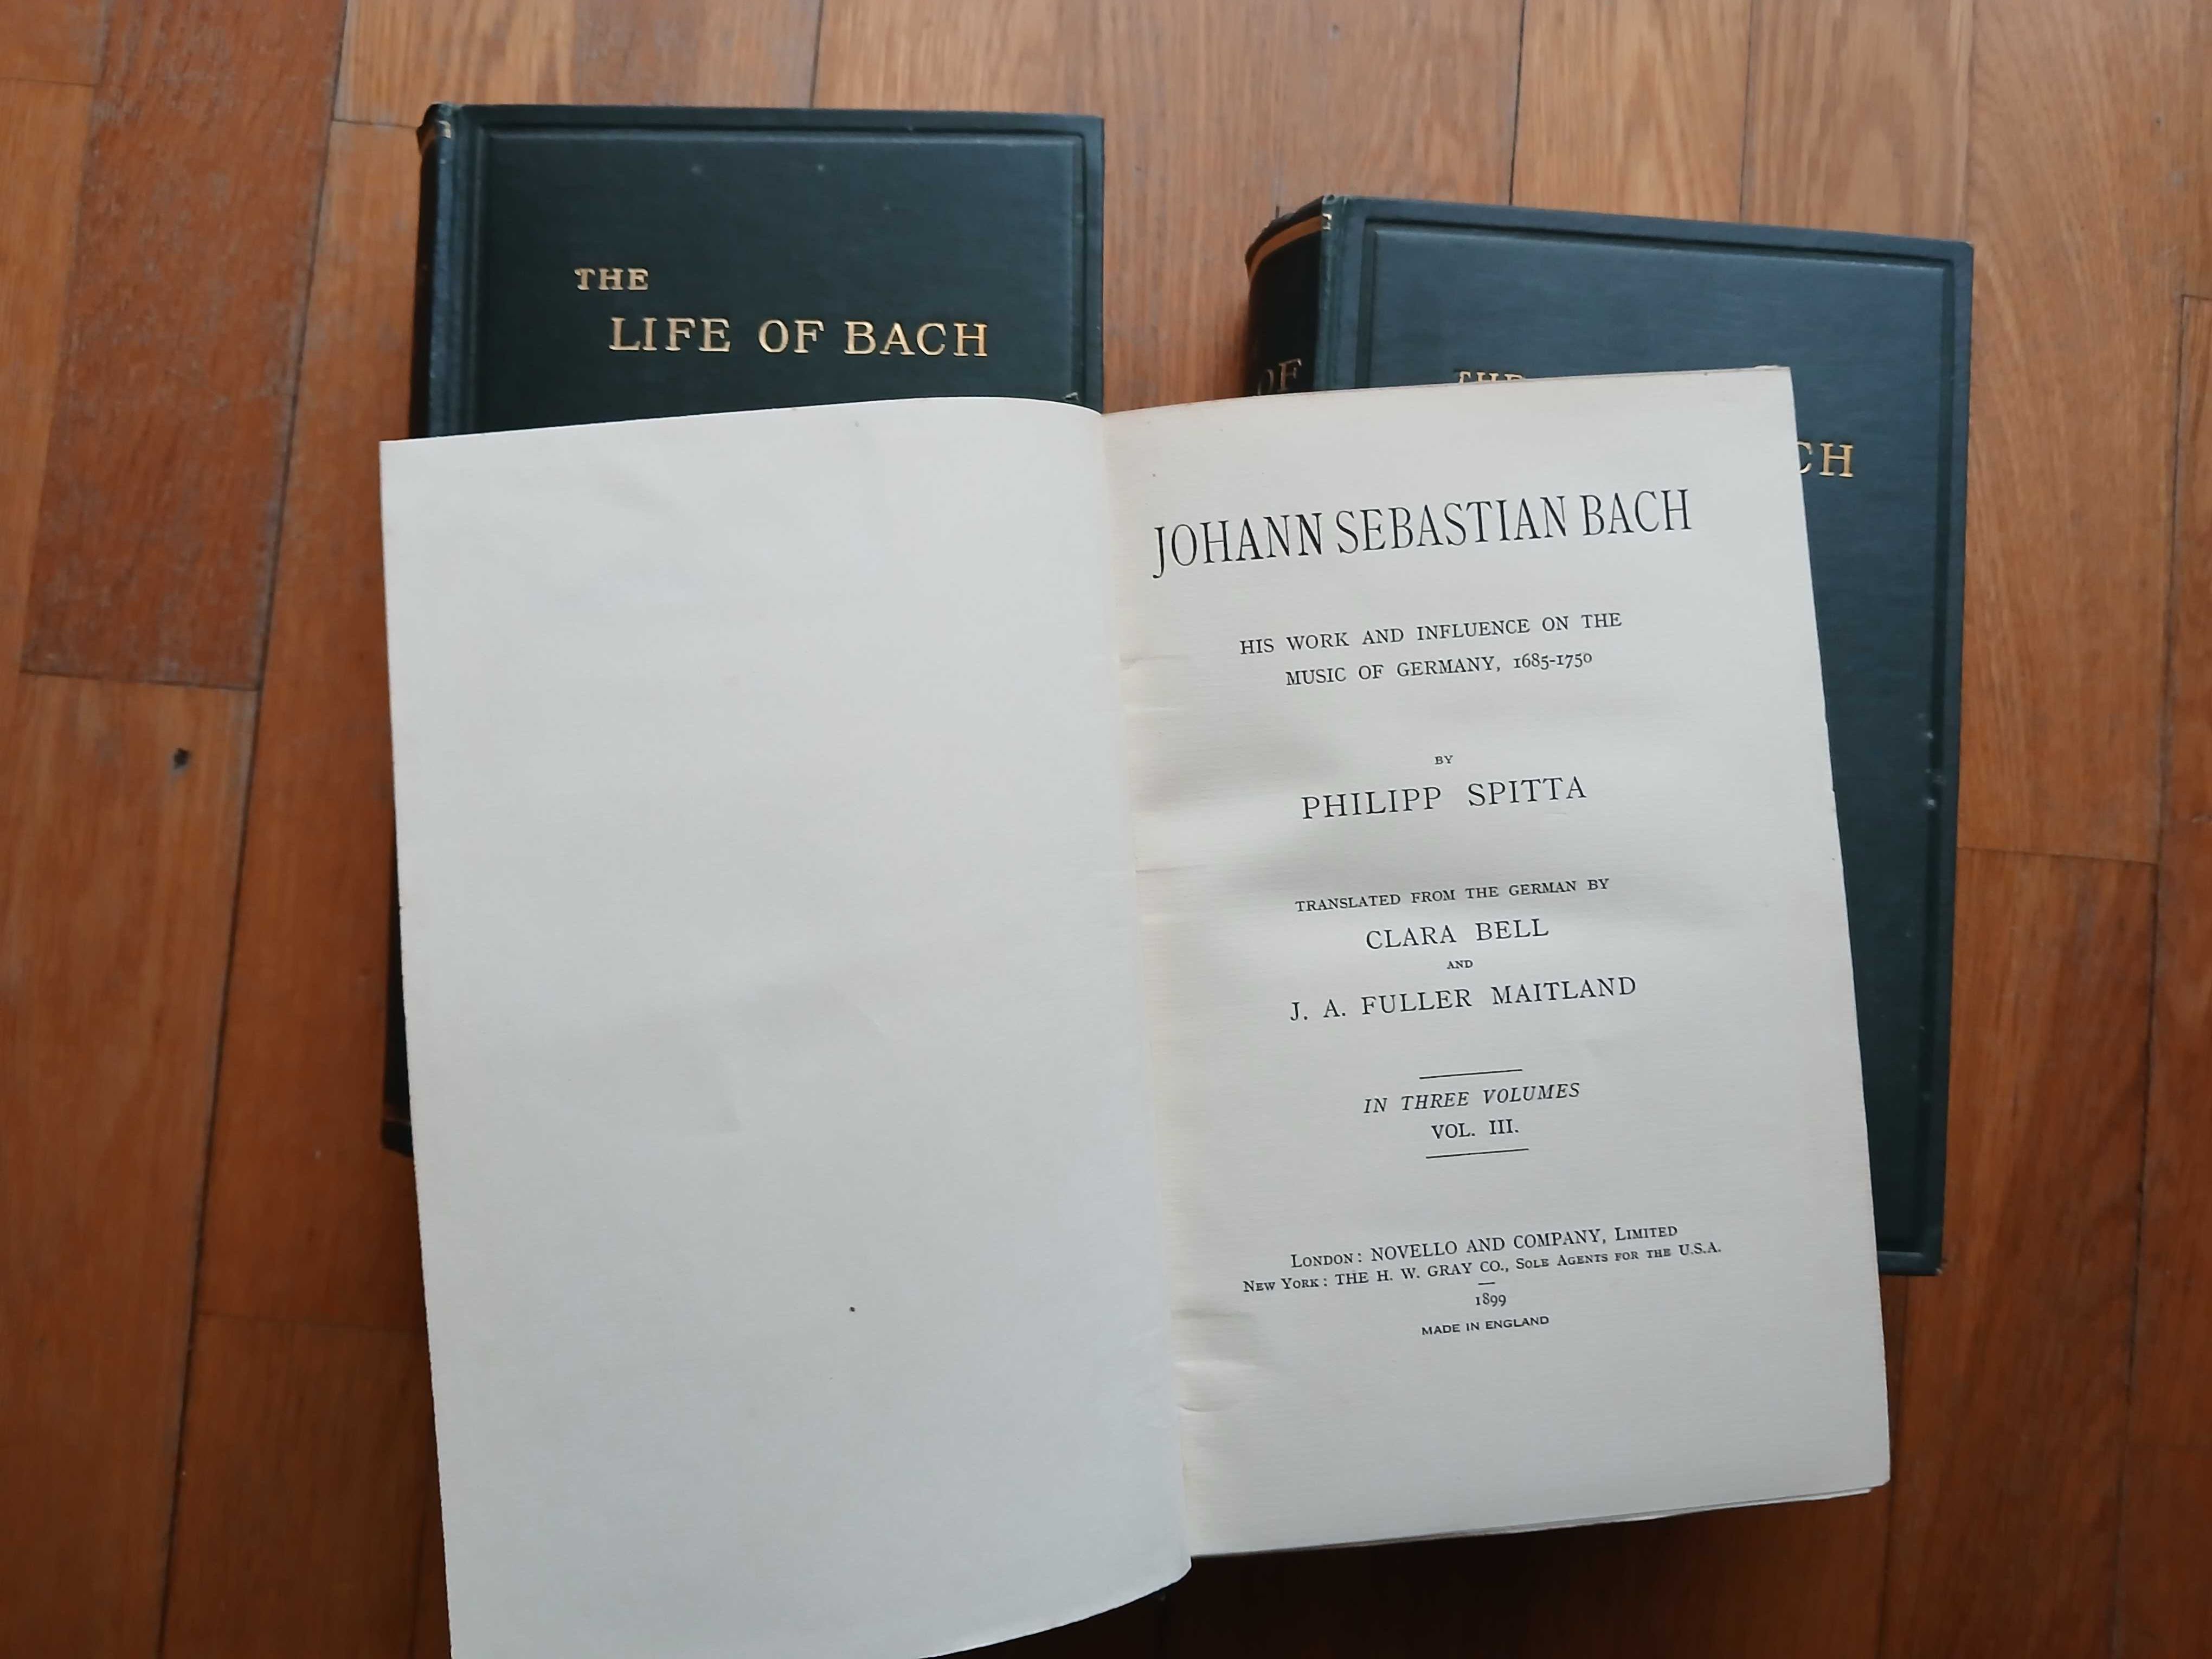 THE
LIFE OF BACH
OF
THE
CH
JOHANN SEBASTIAN BACH
HIS WORK AND INFLUENCE ON THE
MUSIC OF GERMANY, 1685-1750
BY
PHILIPP SPITTA
TRANSLATED FROM THE GERMAN BY
CLARA BELL
AND
J. A. FULLER MAITLAND
IN THREE VOLUMES
VOL. III.
LONDON: NOVELLO AND COMPANY, LIMITED
NEW YORK: THE H. W. GRAY CO., SOLE AGENTS FOR THE U.S.A.
1899
MADE IN ENGLAND